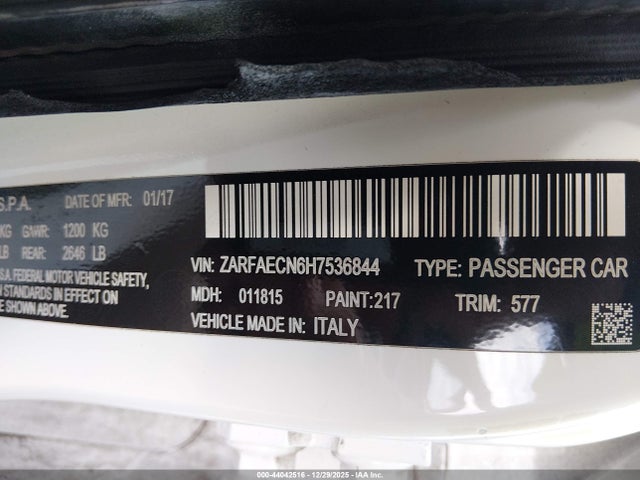 S.P.A. DATE OF MFR: 01/17
KG GAWR: 1200 KG
LB REAR: 2646 LB
S.A. FEDERAL MOTOR VEHICLE SAFETY
N STANDARDS IN EFFECT ON
E SHOWN ABOVE.
VIN: ZARFAECN6H7536844 TYPE: PASSENGER CAR
MDH: 011815 PAINT:217 TRIM: 577
VEHICLE MADE IN: ITALY
000-44042516 - 12/29/2025 - IAA42042